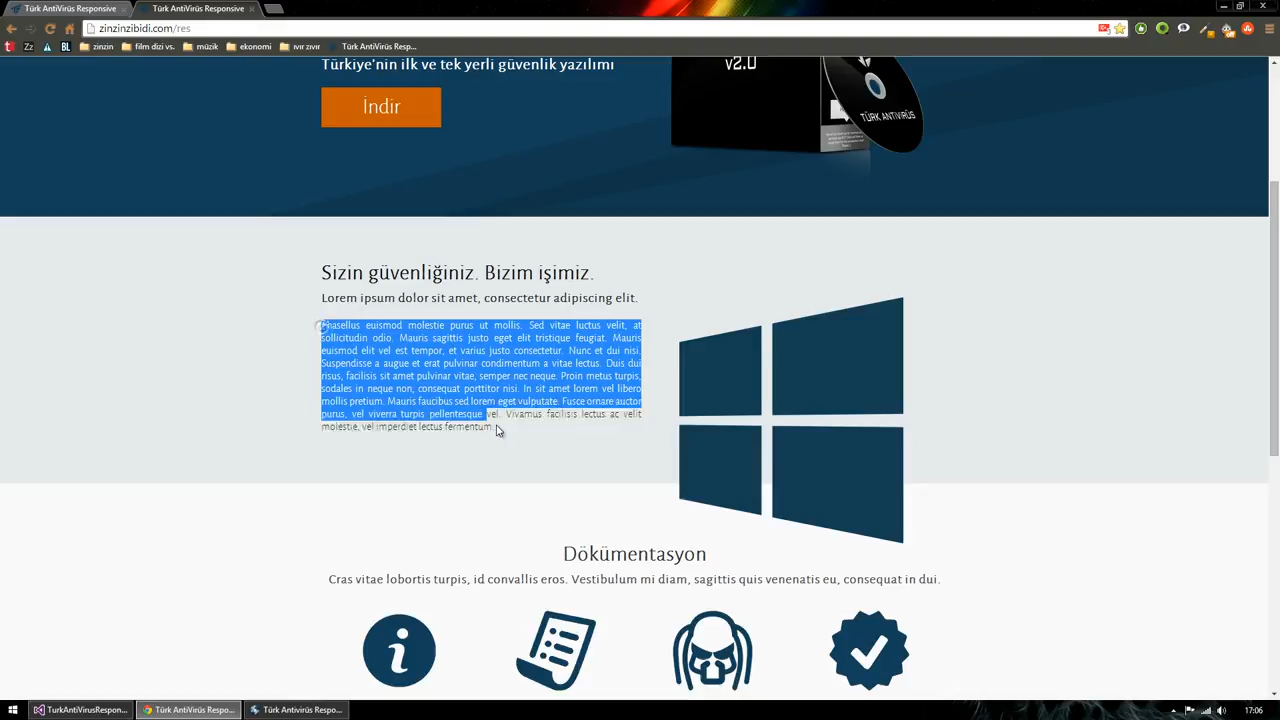 Türk AntiVirüs Responsive
Türk AntiVirüs Responsive
zinzinzibidi.com/res
Zz
BL
zinzin
film dizi vs.
müzik
ekonomi
ıvır zıvır
Türk AntiVirüs Resp...
Türkiye'nin ilk ve tek yerli güvenlik yazılımı
v2.0
İndir
TÜRK ANTİVİRÜS
Sizin güvenliğiniz. Bizim işimiz.
Lorem ipsum dolor sit amet, consectetur adipiscing elit.
Phasellus euismod molestie purus ut mollis. Sed vitae luctus velit, at
sollicitudin odio. Mauris sagittis justo eget elit tristique feugiat. Mauris
euismod elit vel est tempor, et varius justo consectetur. Nunc et dui nisi.
Suspendisse a augue et erat pulvinar condimentum a vitae lectus. Duis dui
risus, facilisis sit amet pulvinar vitae, semper nec neque. Proin metus turpis,
sodales in neque non, consequat porttitor nisi. In sit amet lorem vel libero
mollis pretium. Mauris faucibus sed lorem eget vulputate. Fusce ornare auctor
purus, vel viverra turpis pellentesque vel. Vivamus facilisis lectus ac velit
molestie, vel imperdiet lectus fermentum.
Dökümentasyon
Cras vitae lobortis turpis, id convallis eros. Vestibulum mi diam, sagittis quis venenatis eu, consequat in dui.
TurkAntiVirusRespon...
Türk AntiVirüs Respo...
Türk Antivirüs Respo...
17:06